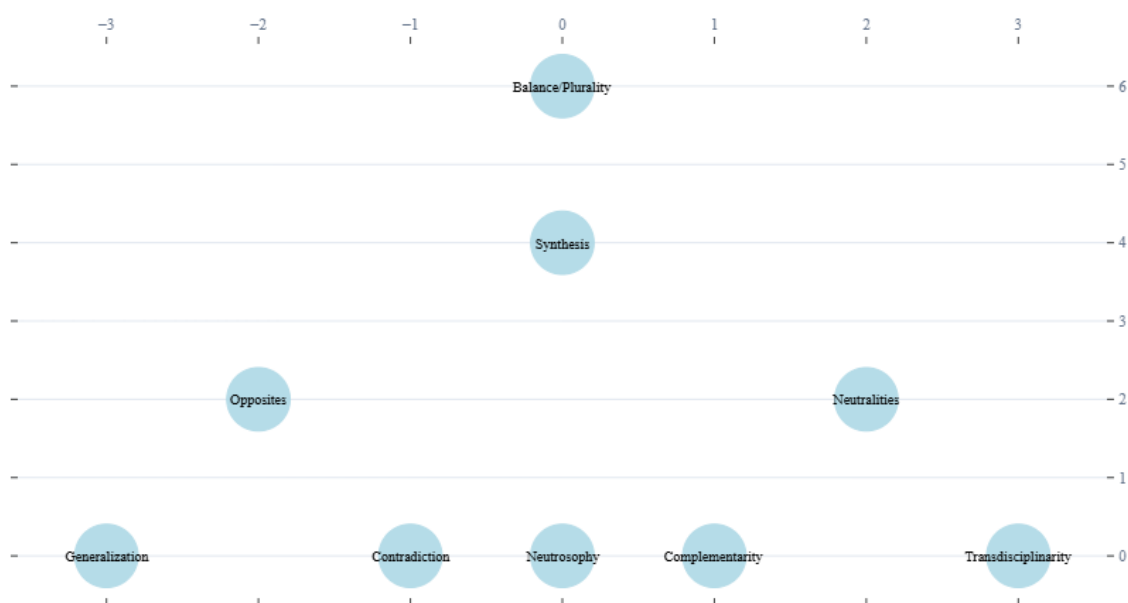 −3 −2 −1 0 1 2 3
Balance/Plurality 6
5
Synthesis 4
3
Opposites Neutralities 2
1
Generalization Contradiction Neutrosophy Complementarity Transdisciplinarity 0